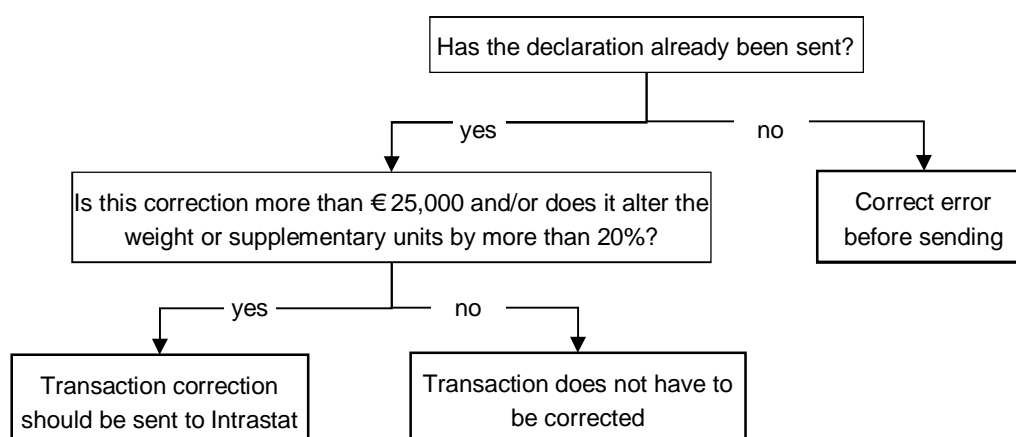 Has the declaration already been sent?
yes
no
Is this correction more than €25,000 and/or does it alter the
weight or supplementary units by more than 20%?
Correct error
before sending
yes
no
Transaction correction
should be sent to Intrastat
Transaction does not have to
be corrected